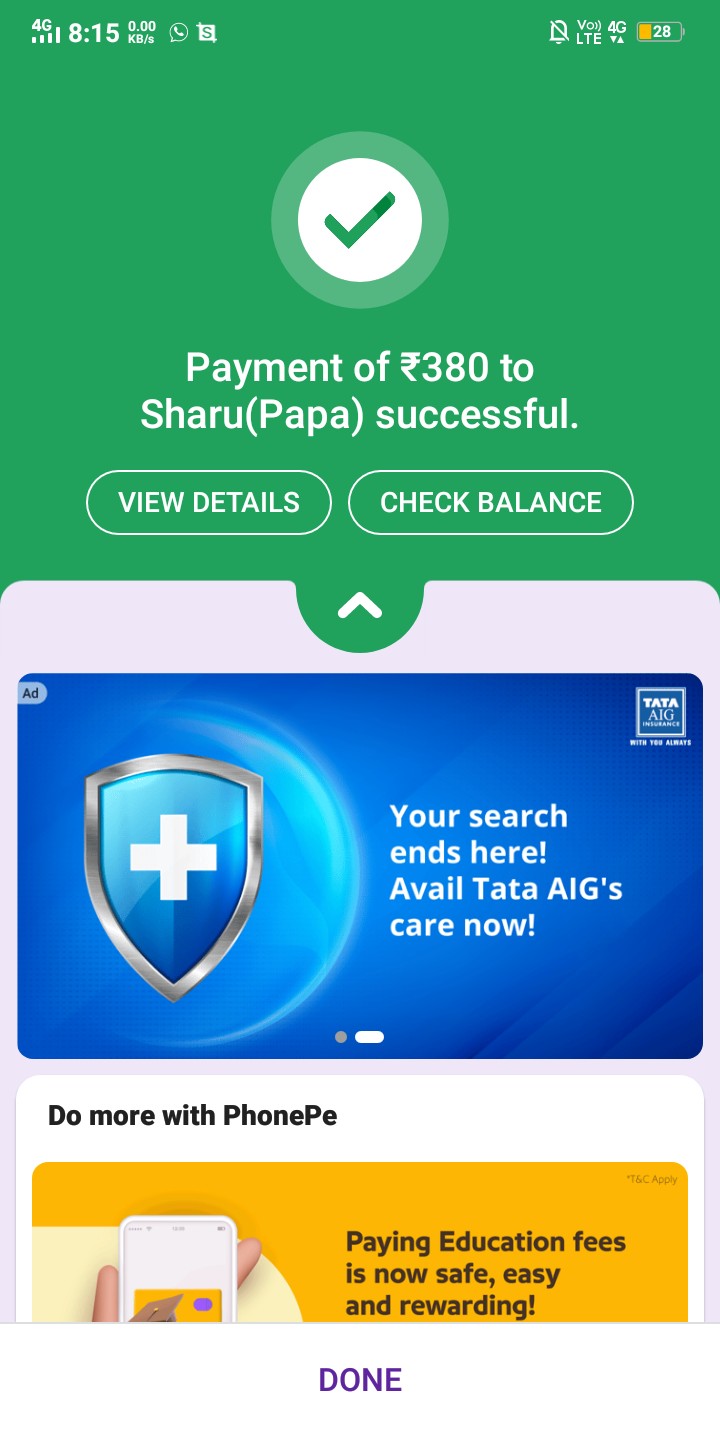 4G 8:15 0.00 KB/s S Vo)) LTE 4G 28
Payment of ₹380 to
Sharu(Papa) successful.
VIEW DETAILS CHECK BALANCE
Ad
TATA
AIG
INSURANCE
WITH YOU ALWAYS
Your search
ends here!
Avail Tata AIG's
care now!
Do more with PhonePe
*T&C Apply
Paying Education fees
is now safe, easy
and rewarding!
DONE